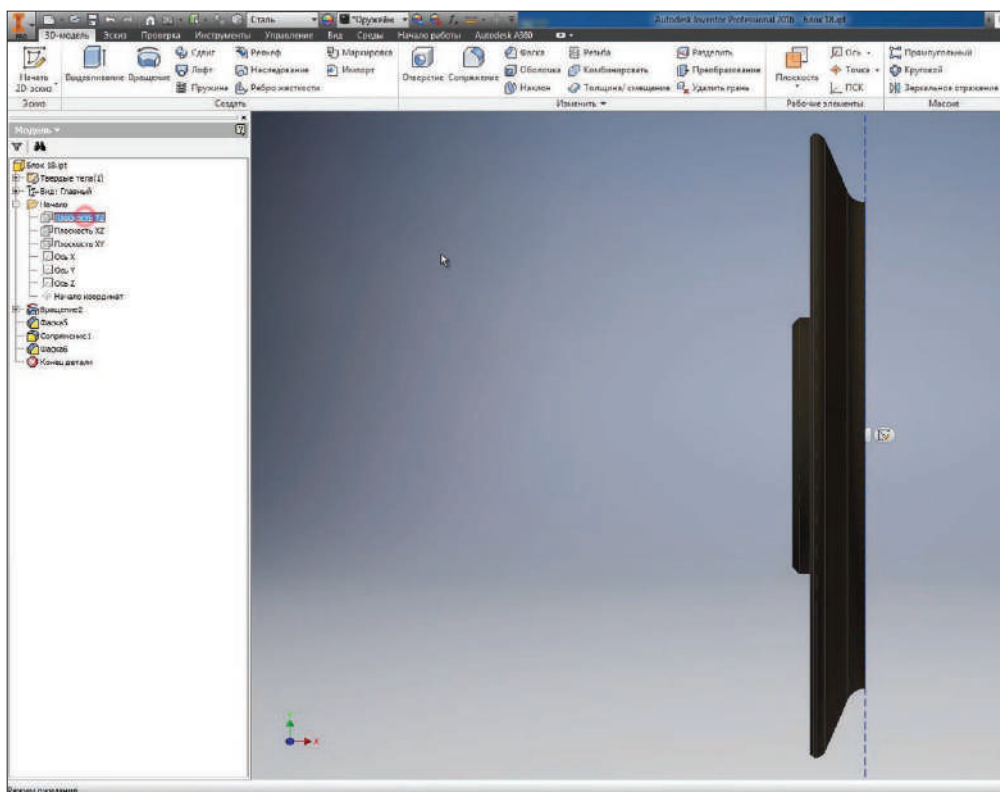 Сталь "Оружейн Autodesk Inventor Professional 2016 Блок 18.ipt
PRO 3D-модель Эскиз Проверка Инструменты Управление Вид Среды Начало работы Autodesk A360
Начать 2D-эскиз
Выдавливание Вращение
Сдвиг Рельеф Маркировка
Лофт Наследование Импорт
Пружина Ребро жесткости
Отверстие Сопряжение
Фаска Резьба Разделить
Оболочка Комбинировать Преобразование
Наклон Толщина/смещение Удалить грань
Плоскость
Ось
Точка
ПСК
Прямоугольный
Круговой
Зеркальное отражение
Эскиз Создать Изменить Рабочие элементы Массив
Модель
Блок 18.ipt
Твердые тела(1)
Вид: Главный
Начало
Плоскость YZ
Плоскость XZ
Плоскость XY
Ось X
Ось Y
Ось Z
Начало координат
Вращение2
Фаска5
Сопряжение1
Фаска6
Конец детали
Y
X
Режим ожидания